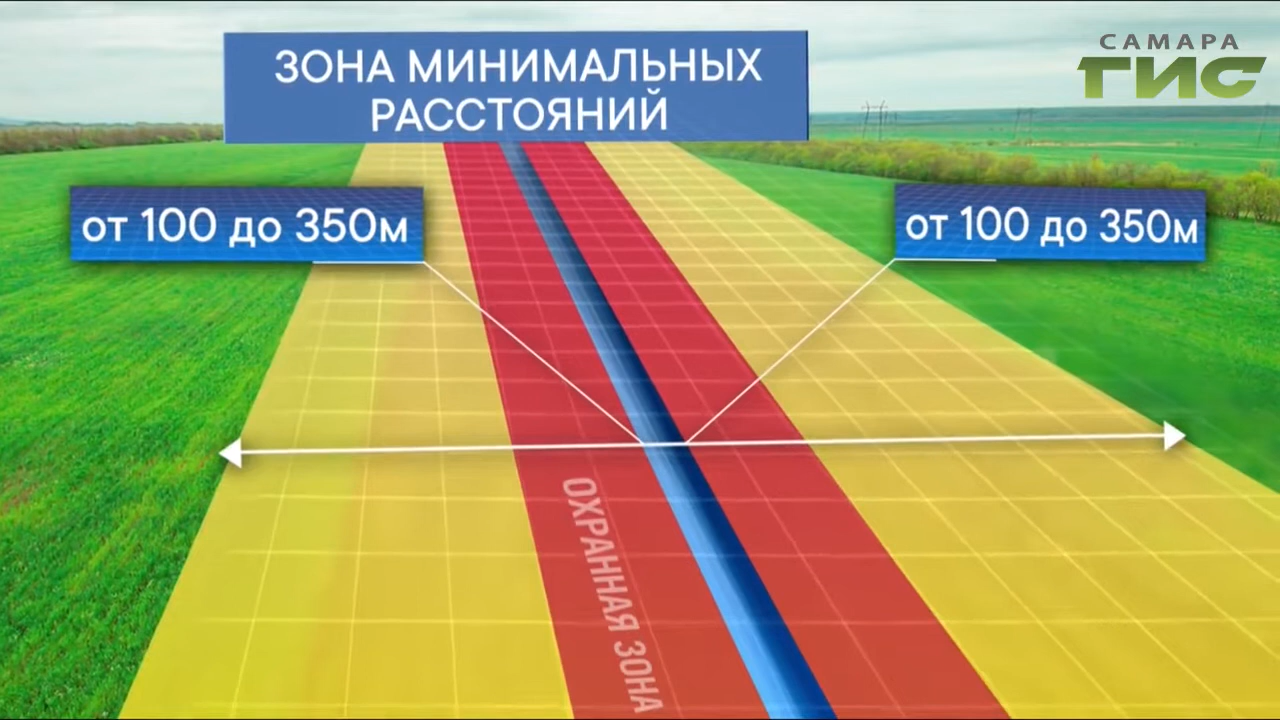 САМАРА
ГИС
ЗОНА МИНИМАЛЬНЫХ
РАССТОЯНИЙ
от 100 до 350м
от 100 до 350м
ОХРАННАЯ ЗОНА